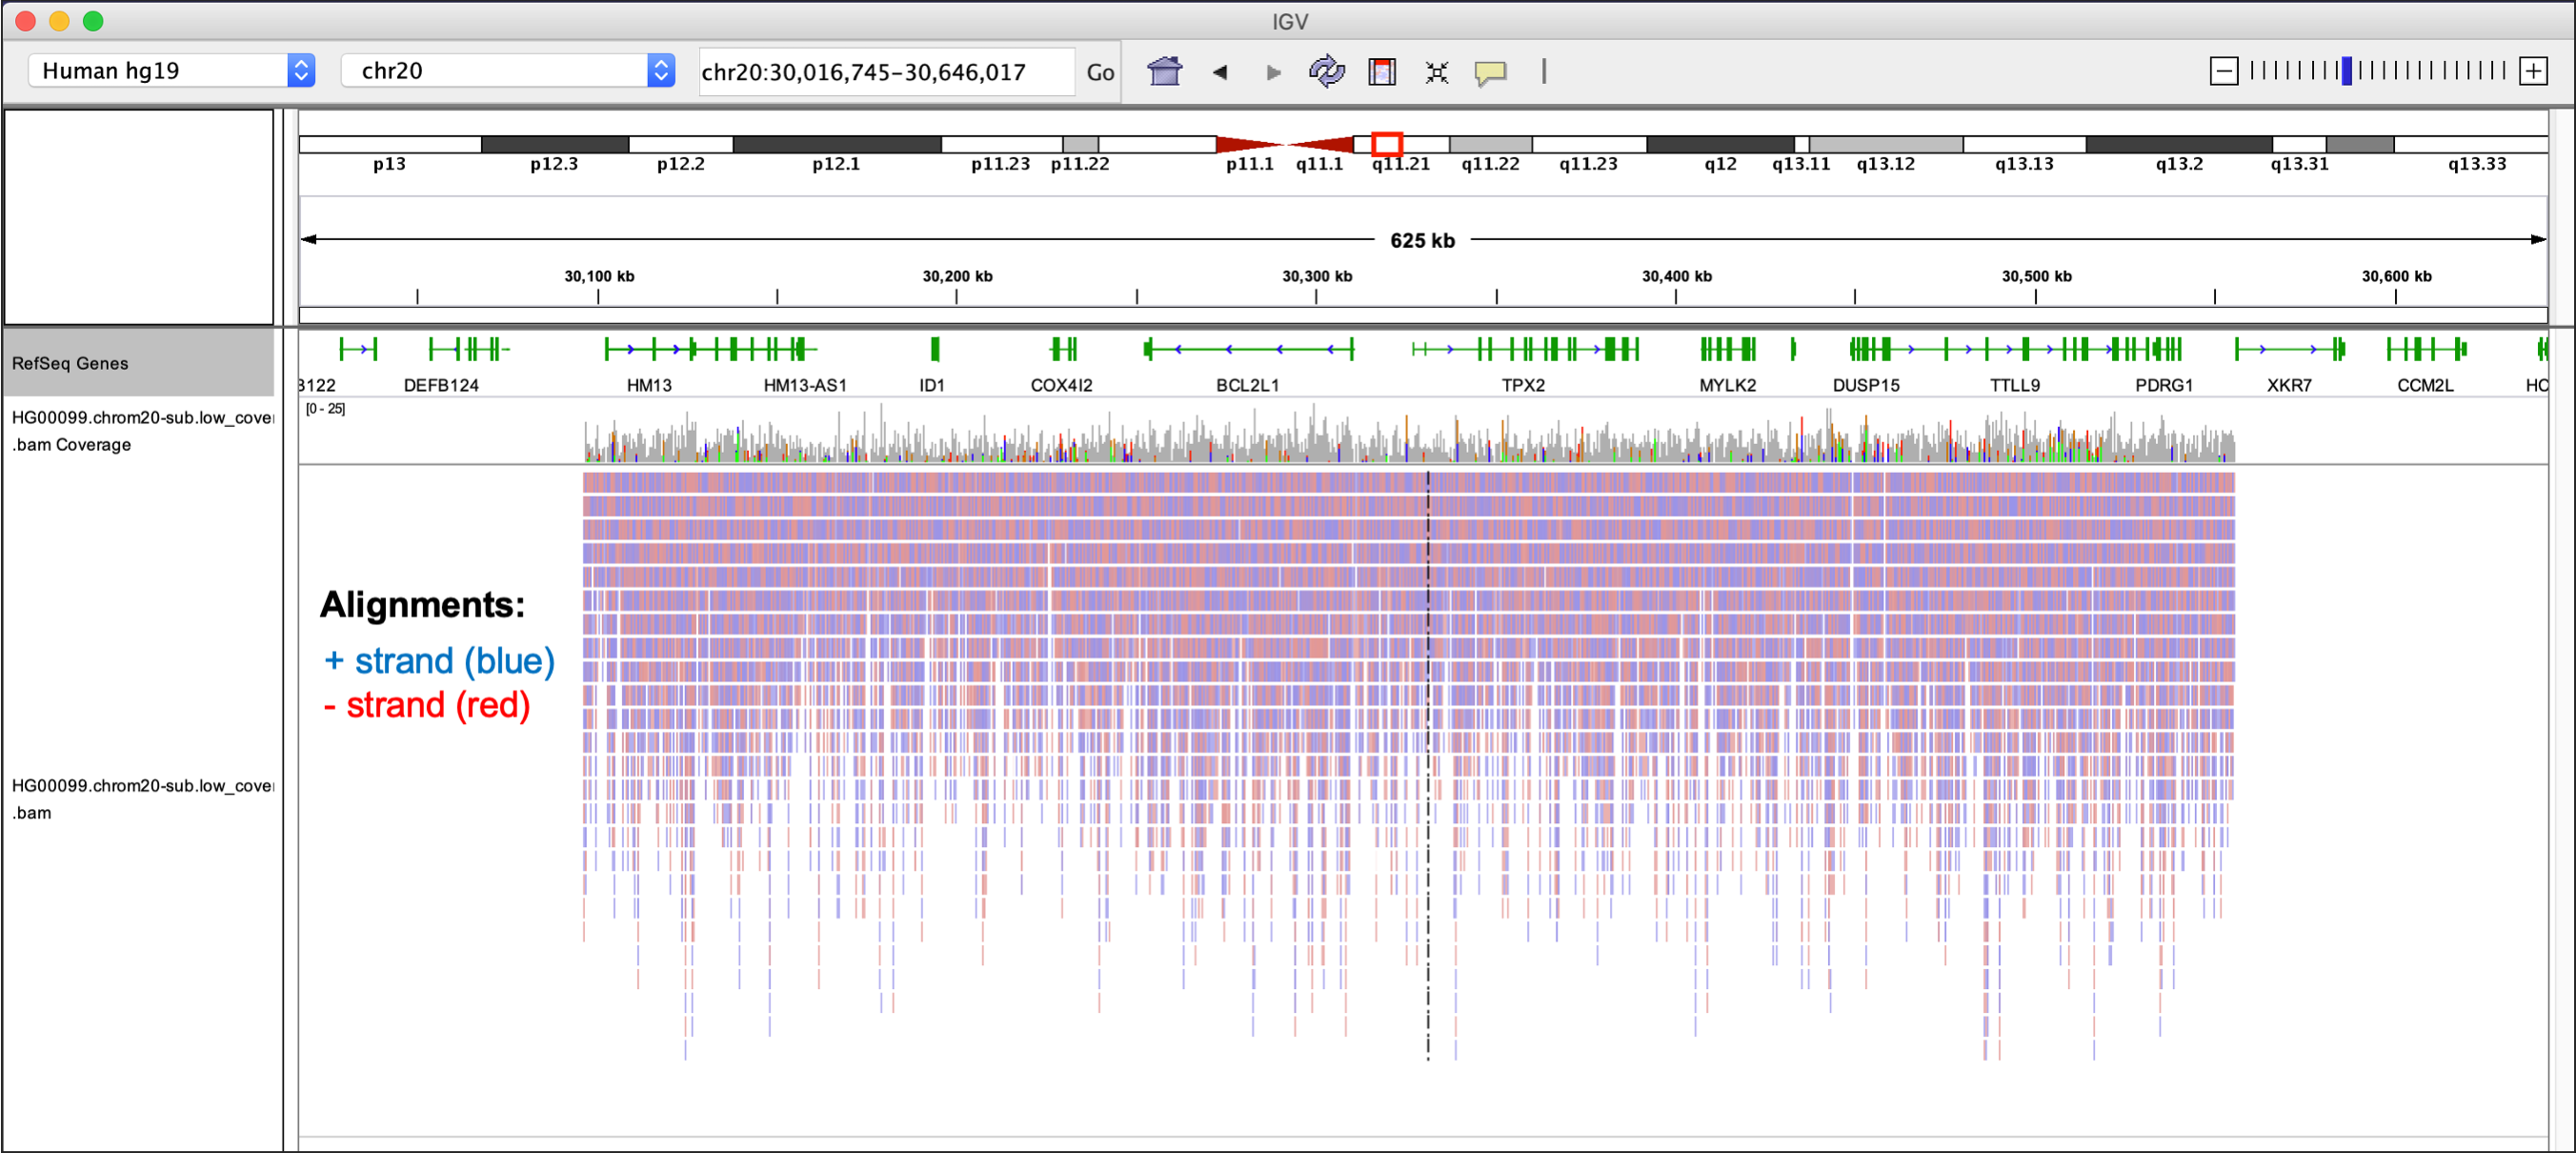 IGV
Human hg19 chr20 chr20:30,016,745-30,646,017 Go
p13 p12.3 p12.2 p12.1 p11.23 p11.22 p11.1 q11.1 q11.21 q11.22 q11.23 q12 q13.11 q13.12 q13.13 q13.2 q13.31 q13.33
625 kb
30,100 kb 30,200 kb 30,300 kb 30,400 kb 30,500 kb 30,600 kb
RefSeq Genes
B122 DEFB124 HM13 HM13-AS1 ID1 COX4I2 BCL2L1 TPX2 MYLK2 DUSP15 TTLL9 PDRG1 XKR7 CCM2L HC
HG00099.chrom20-sub.low_cover
.bam Coverage
[0 - 25]
Alignments:
+ strand (blue)
- strand (red)
HG00099.chrom20-sub.low_cover
.bam